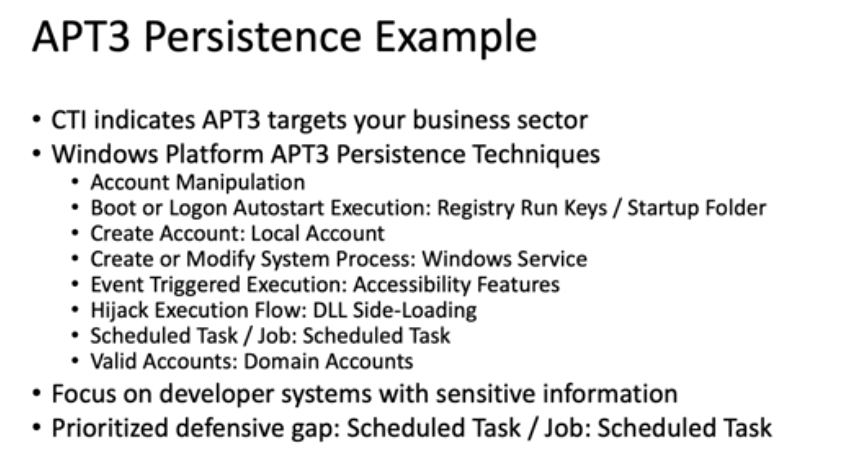 APT3 Persistence Example
• CTI indicates APT3 targets your business sector
• Windows Platform APT3 Persistence Techniques
• Account Manipulation
• Boot or Logon Autostart Execution: Registry Run Keys / Startup Folder
• Create Account: Local Account
• Create or Modify System Process: Windows Service
• Event Triggered Execution: Accessibility Features
• Hijack Execution Flow: DLL Side-Loading
• Scheduled Task / Job: Scheduled Task
• Valid Accounts: Domain Accounts
• Focus on developer systems with sensitive information
• Prioritized defensive gap: Scheduled Task / Job: Scheduled Task